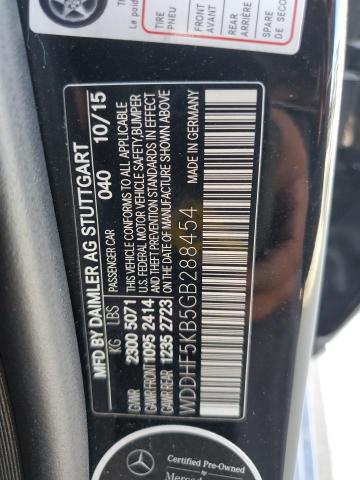 TIRE
PNEU
FRONT
AVANT
REAR
ARRIÈRE
SPARE
DE SECO
Le poid
MFD BY DAIMLER AG STUTTGART
PASSENGER CAR 040 10/15
KG LBS
GVWR 2300 5071
GAWR FRONT 1095 2414
GAWR REAR 1235 2723
THIS VEHICLE CONFORMS TO ALL APPLICABLE
U.S. FEDERAL MOTOR VEHICLE SAFETY, BUMPER
AND THEFT PREVENTION STANDARDS IN EFFECT
ON THE DATE OF MANUFACTURE SHOWN ABOVE
WDDHF5KB5GB288454
MADE IN GERMANY
Certified Pre-Owned
Merced